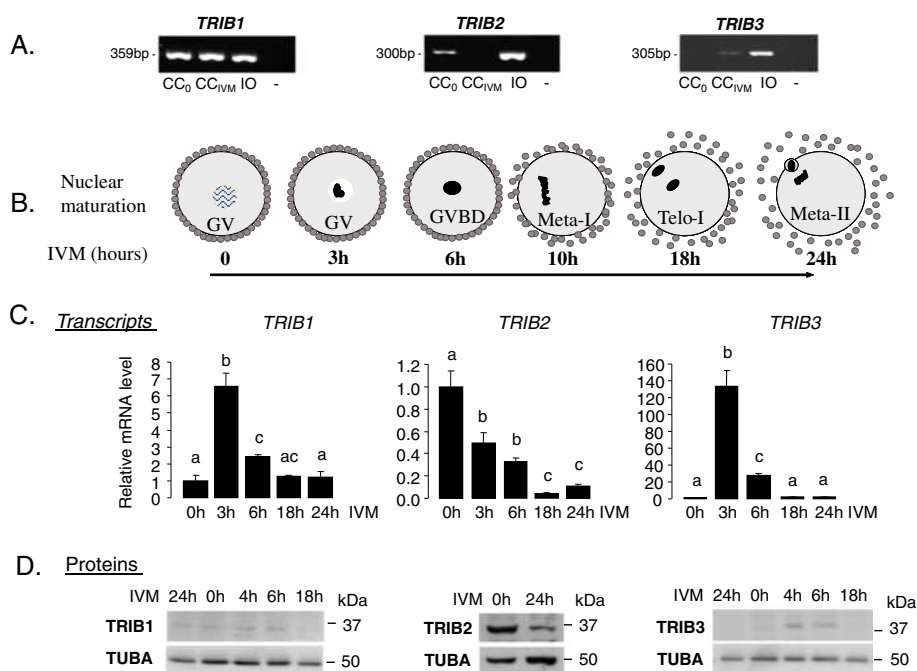 A.
TRIB1 TRIB2 TRIB3
359bp - 300bp - 305bp -
CC0 CCIVM IO - CC0 CCIVM IO - CC0 CCIVM IO -
B. Nuclear maturation
GV GV GVBD Meta-I Telo-I Meta-II
IVM (hours) 0 3h 6h 10h 18h 24h
C. Transcripts TRIB1 TRIB2 TRIB3
Relative mRNA level
8
7
6
5
4
3
2
1
0
a b c ac a
0h 3h 6h 18h 24h IVM
1.2
1.0
0.8
0.6
0.4
0.2
0.0
a b b c c
0h 3h 6h 18h 24h IVM
160
140
120
100
80
60
40
20
0
a b c a a
0h 3h 6h 18h 24h IVM
D. Proteins
IVM 24h 0h 4h 6h 18h kDa
TRIB1 - 37
TUBA - 50
IVM 0h 24h kDa
TRIB2 - 37
TUBA - 50
IVM 24h 0h 4h 6h 18h kDa
TRIB3 - 37
TUBA - 50